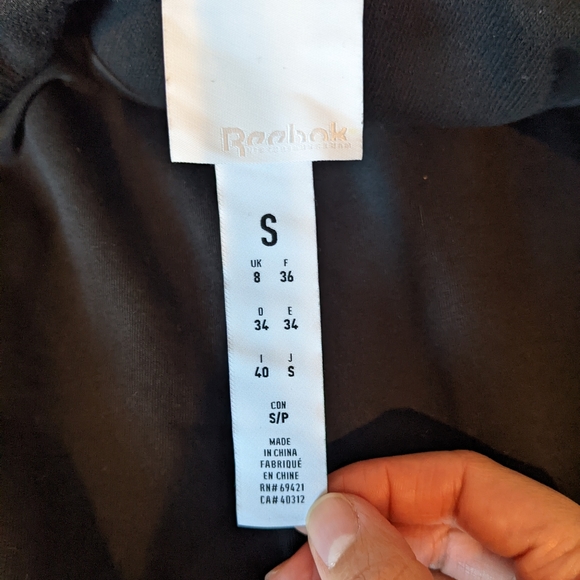 Reebok
S
UK F
8 36
D E
34 34
I J
40 S
CDN
S/P
MADE
IN CHINA
FABRIQUÉ
EN CHINE
RN# 69421
CA# 40312